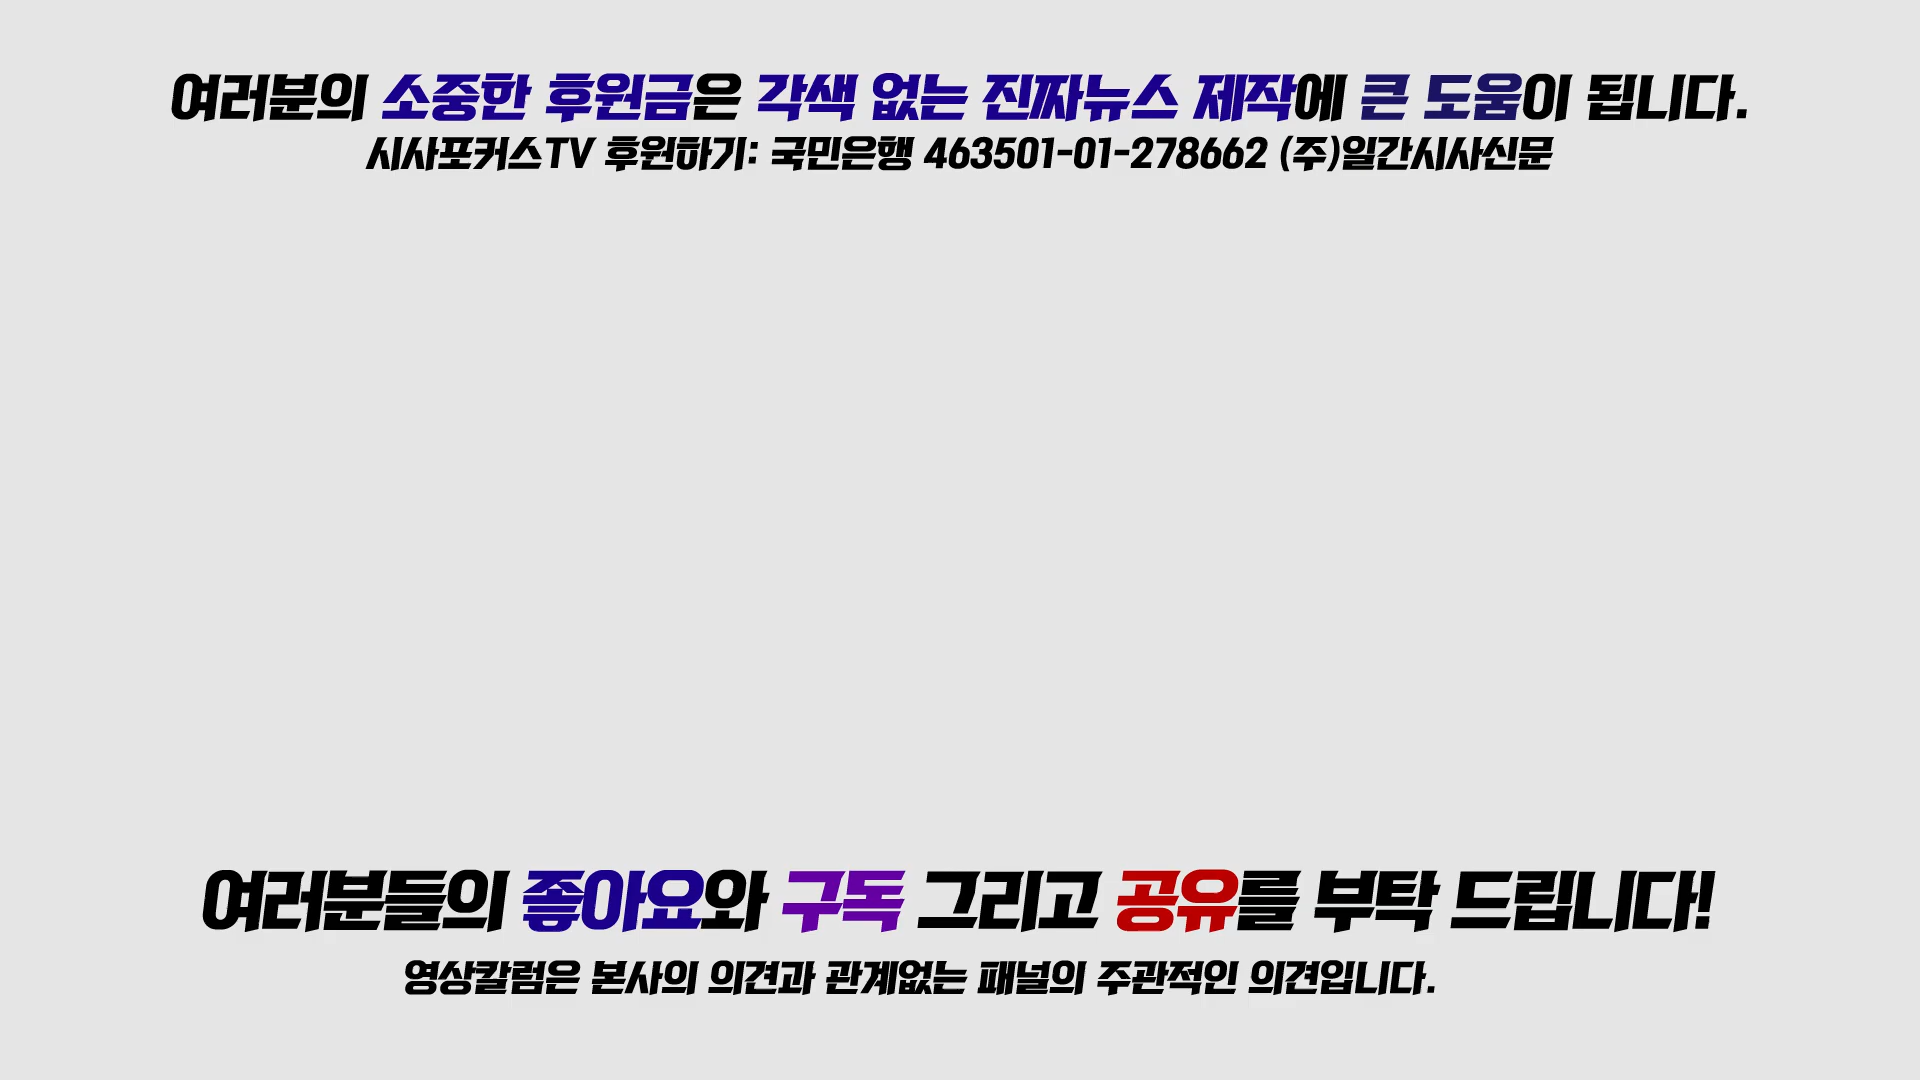 여러분의 소중한 후원금은 각색 없는 진짜뉴스 제작에 큰 도움이 됩니다.
시사포커스TV 후원하기: 국민은행 463501-01-278662 (주)일간시사신문
여러분들의 좋아요와 구독 그리고 공유를 부탁 드립니다!
영상칼럼은 본사의 의견과 관계없는 패널의 주관적인 의견입니다.